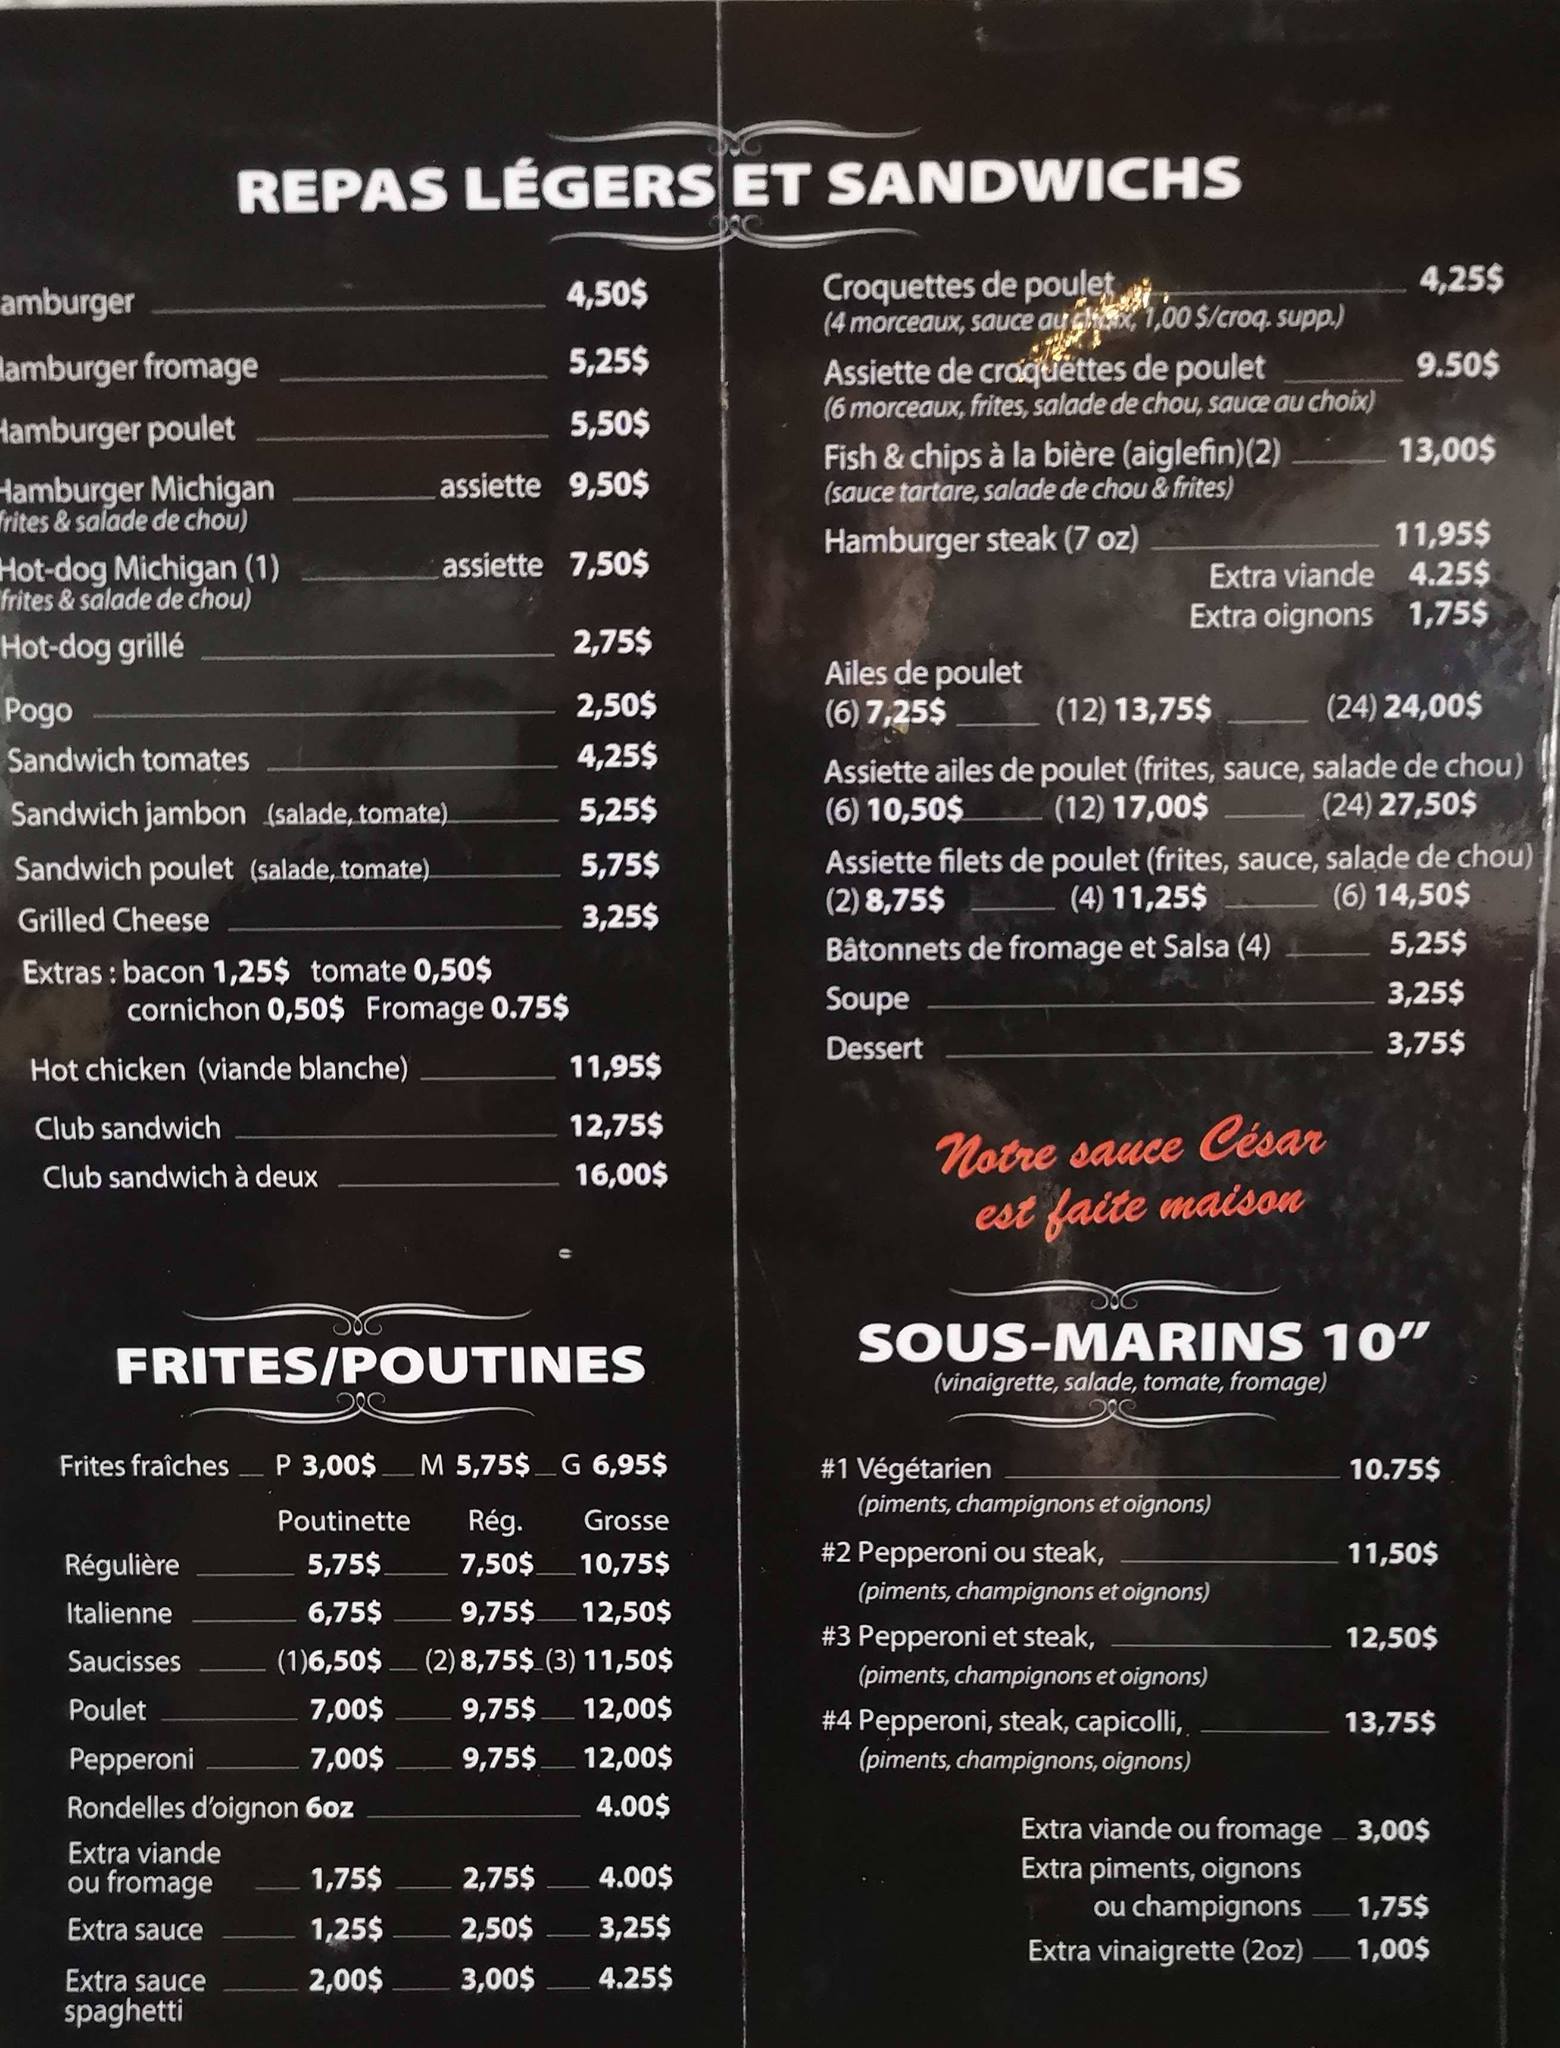 REPAS LÉGERS ET SANDWICHS
amburger 4,50$
amburger fromage 5,25$
Hamburger poulet 5,50$
Hamburger Michigan assiette 9,50$
frites & salade de chou)
Hot-dog Michigan (1) assiette 7,50$
frites & salade de chou)
Hot-dog grillé 2,75$
Pogo 2,50$
Sandwich tomates 4,25$
Sandwich jambon (salade, tomate) 5,25$
Sandwich poulet (salade, tomate) 5,75$
Grilled Cheese 3,25$
Extras : bacon 1,25$ tomate 0,50$
cornichon 0,50$ Fromage 0.75$
Hot chicken (viande blanche) 11,95$
Club sandwich 12,75$
Club sandwich à deux 16,00$
Croquettes de poulet 4,25$
(4 morceaux, sauce au choix, 1,00 $/croq. supp.)
Assiette de croquettes de poulet 9.50$
(6 morceaux, frites, salade de chou, sauce au choix)
Fish & chips à la bière (aiglefin)(2) 13,00$
(sauce tartare, salade de chou & frites)
Hamburger steak (7 oz) 11,95$
Extra viande 4.25$
Extra oignons 1,75$
Ailes de poulet
(6) 7,25$ (12) 13,75$ (24) 24,00$
Assiette ailes de poulet (frites, sauce, salade de chou)
(6) 10,50$ (12) 17,00$ (24) 27,50$
Assiette filets de poulet (frites, sauce, salade de chou)
(2) 8,75$ (4) 11,25$ (6) 14,50$
Bâtonnets de fromage et Salsa (4) 5,25$
Soupe 3,25$
Dessert 3,75$
Notre sauce César
est faite maison
FRITES/POUTINES
Frites fraîches P 3,00$ M 5,75$ G 6,95$
Poutinette Rég. Grosse
Régulière 5,75$ 7,50$ 10,75$
Italienne 6,75$ 9,75$ 12,50$
Saucisses (1)6,50$ (2)8,75$ (3) 11,50$
Poulet 7,00$ 9,75$ 12,00$
Pepperoni 7,00$ 9,75$ 12,00$
Rondelles d'oignon 6oz 4.00$
Extra viande
ou fromage 1,75$ 2,75$ 4.00$
Extra sauce 1,25$ 2,50$ 3,25$
Extra sauce 2,00$ 3,00$ 4.25$
spaghetti
SOUS-MARINS 10"
(vinaigrette, salade, tomate, fromage)
#1 Végétarien 10.75$
(piments, champignons et oignons)
#2 Pepperoni ou steak, 11,50$
(piments, champignons et oignons)
#3 Pepperoni et steak, 12,50$
(piments, champignons et oignons)
#4 Pepperoni, steak, capicolli, 13,75$
(piments, champignons, oignons)
Extra viande ou fromage 3,00$
Extra piments, oignons
ou champignons 1,75$
Extra vinaigrette (2oz) 1,00$